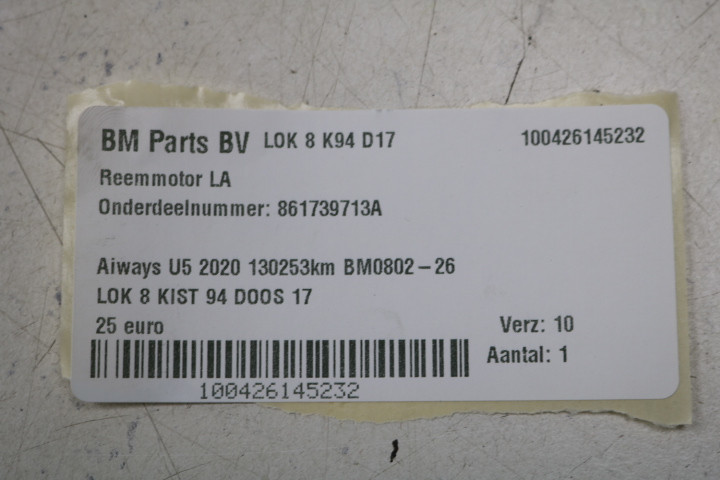 BM Parts BV LOK 8 K94 D17 100426145232
Reemmotor LA
Onderdeelnummer: 861739713A
Aiways U5 2020 130253km BM0802-26
LOK 8 KIST 94 DOOS 17
25 euro Verz: 10
Aantal: 1
100426145232